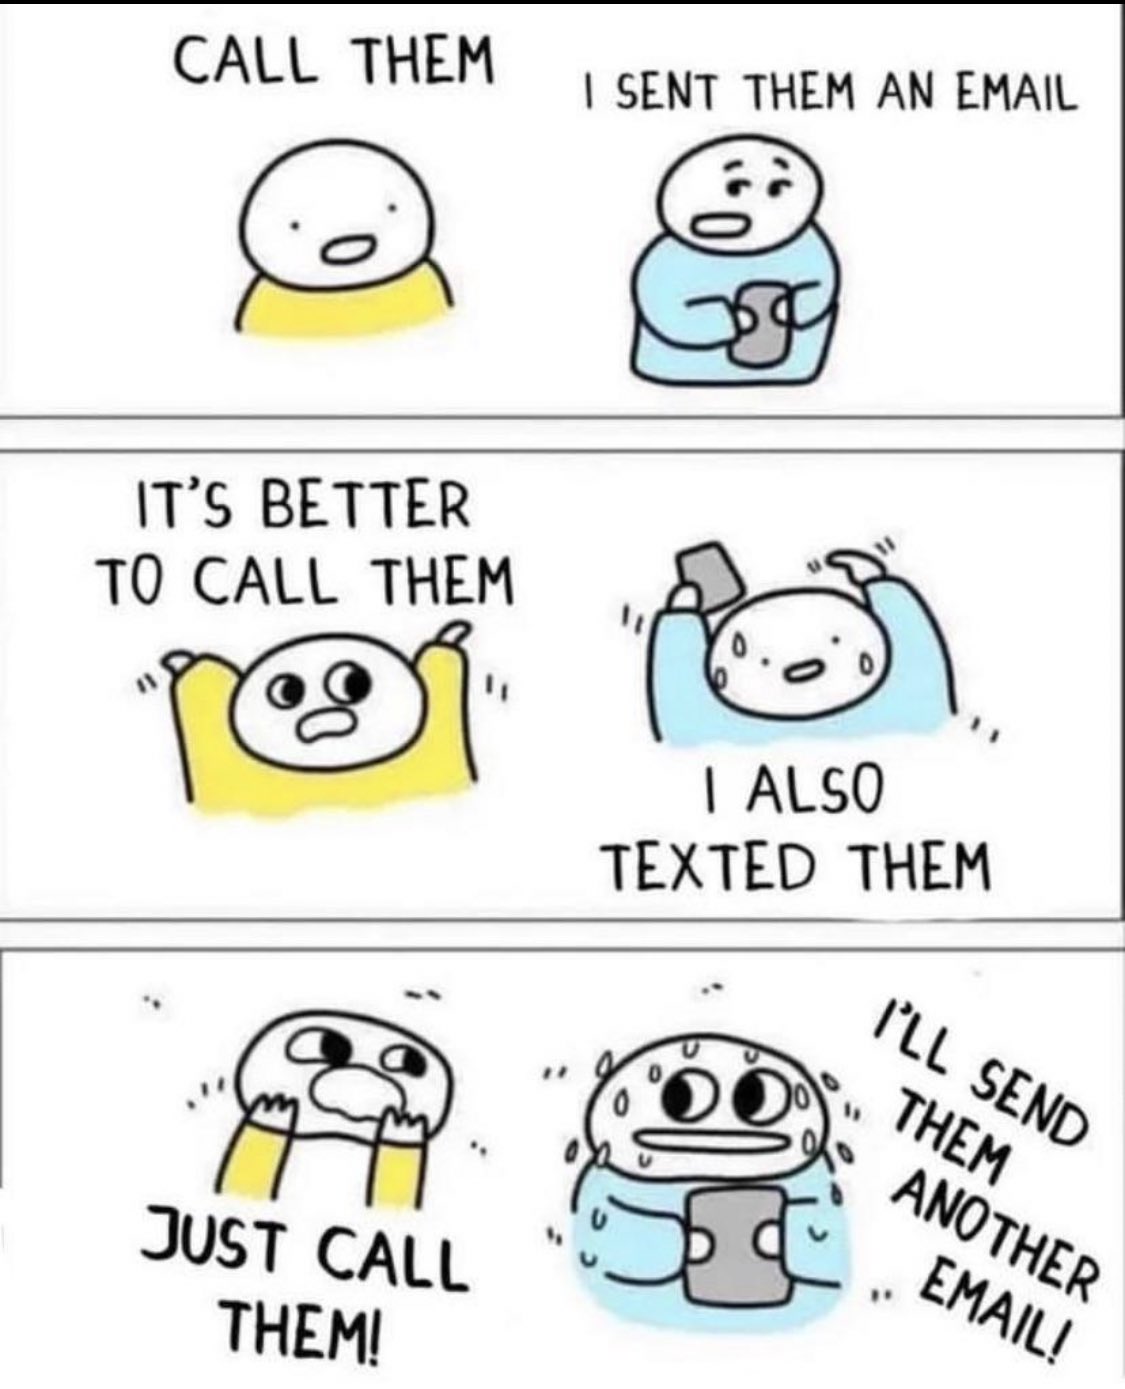 CALL THEM
I SENT THEM AN EMAIL
IT'S BETTER
TO CALL THEM
I ALSO
TEXTED THEM
JUST CALL
THEM!
I'LL SEND
THEM
ANOTHER
EMAIL!